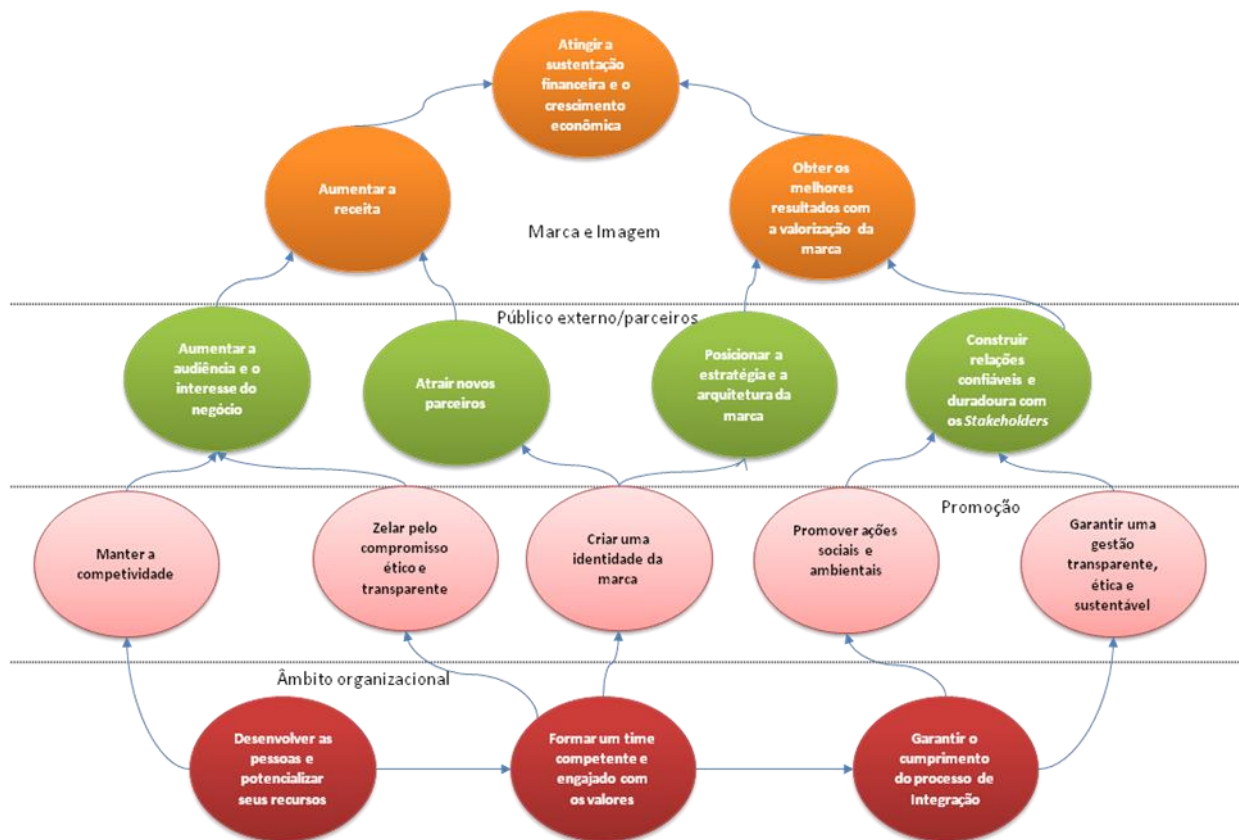 Atingir a
sustentação
financeira e o
crescimento
econômica
Aumentar a
receita
Obter os
melhores
resultados com
a valorização da
marca
Marca e Imagem
Público externo/parceiros
Aumentar a
audiência e o
interesse do
negócio
Atrair novos
parceiros
Posicionar a
estratégia e a
arquitetura da
marca
Construir
relações
confiáveis e
duradoura com
os Stakeholders
Promoção
Manter a
competividade
Zelar pelo
compromisso
ético e
transparente
Criar uma
identidade da
marca
Promover ações
sociais e
ambientais
Garantir uma
gestão
transparente,
ética e
sustentável
Âmbito organizacional
Desenvolver as
pessoas e
potencializar
seus recursos
Formar um time
competente e
engajado com
os valores
Garantir o
cumprimento
do processo de
Integração